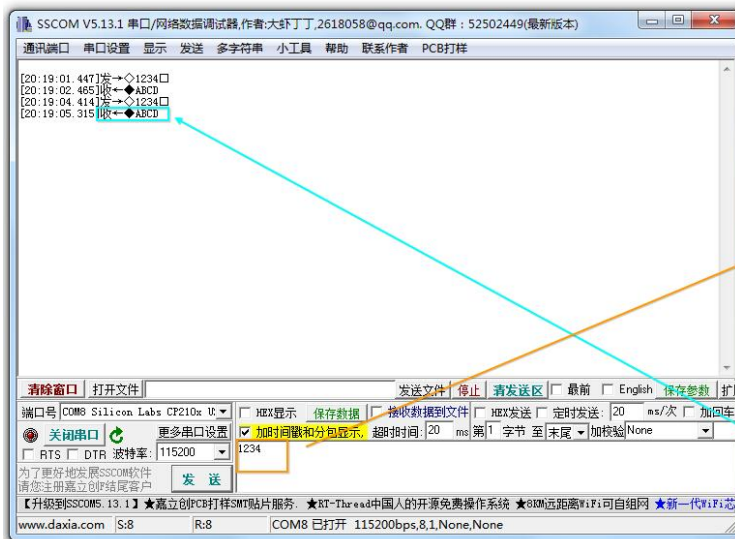 SSCOM V5.13.1 串口/网络数据调试器,作者:大虾丁丁,2618058@qq.com. QQ群：52502449(最新版本)
通讯端口 串口设置 显示 发送 多字符串 小工具 帮助 联系作者 PCB打样
[20:19:01.447]发→◇1234□
[20:19:02.465]收←◆ABCD
[20:19:04.414]发→◇1234□
[20:19:05.315]收←◆ABCD
清除窗口 打开文件 发送文件 停止 清发送区 最前 English 保存参数 扩
端口号 COM8 Silicon Labs CP210x U HEX显示 保存数据 接收数据到文件 HEX发送 定时发送: 20 ms/次 加回车
关闭串口 更多串口设置 加时间戳和分包显示, 超时时间: 20 ms 第1 字节 至 末尾 加校验None
RTS DTR 波特率: 115200 1234
为了更好地发展SSCOM软件
请您注册嘉立创F结尾客户 发 送
【升级到SSCOM5.13.1】★嘉立创PCB打样SMT贴片服务. ★RT-Thread中国人的开源免费操作系统 ★8KM远距离WiFi可自组网 ★新一代WiFi芯
www.daxia.com S:8 R:8 COM8 已打开 115200bps,8,1,None,None